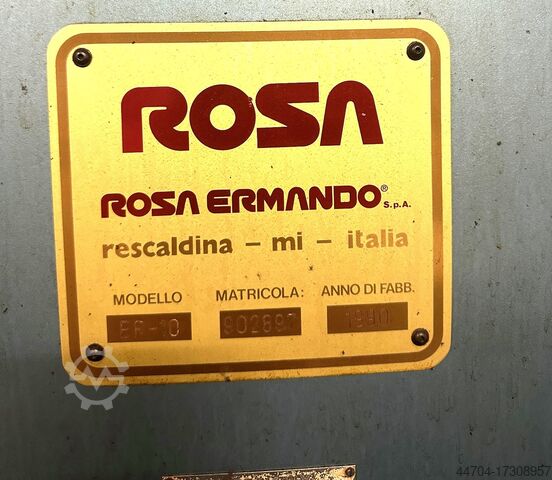 ROSA
ROSA ERMANDO® S.p.A.
rescaldina – mi – italia
MODELLO MATRICOLA: ANNO DI FABB.
44704-17308957